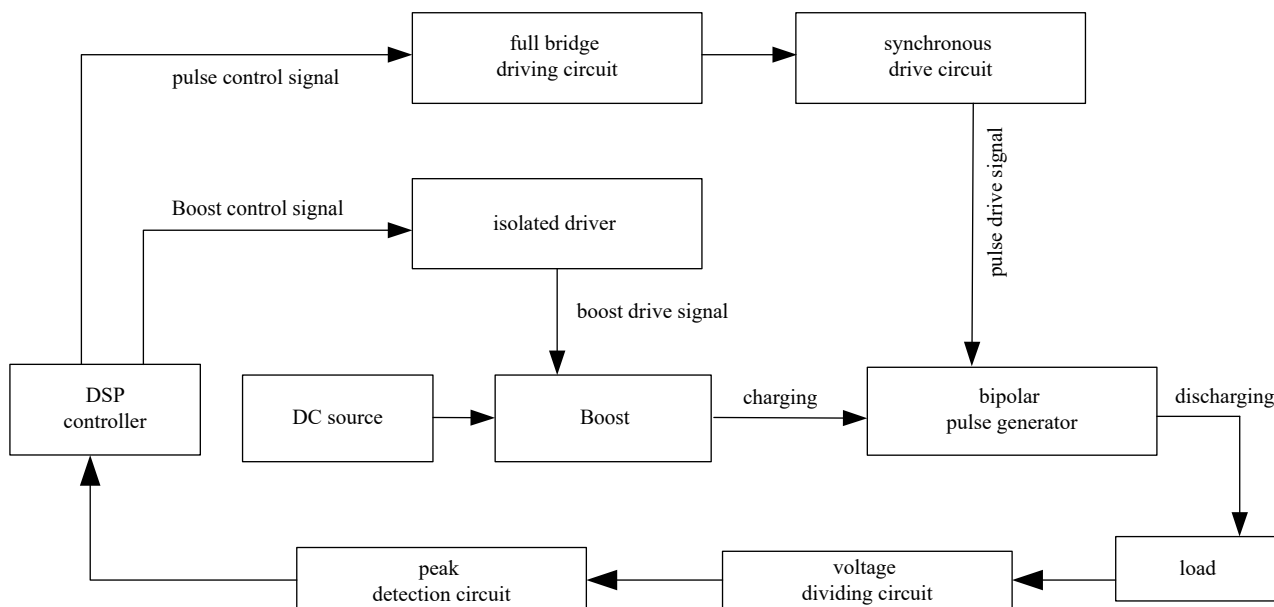 full bridge
driving circuit
synchronous
drive circuit
pulse control signal
pulse drive signal
Boost control signal
isolated driver
boost drive signal
DSP
controller
DC source
Boost
charging
bipolar
pulse generator
discharging
peak
detection circuit
voltage
dividing circuit
load